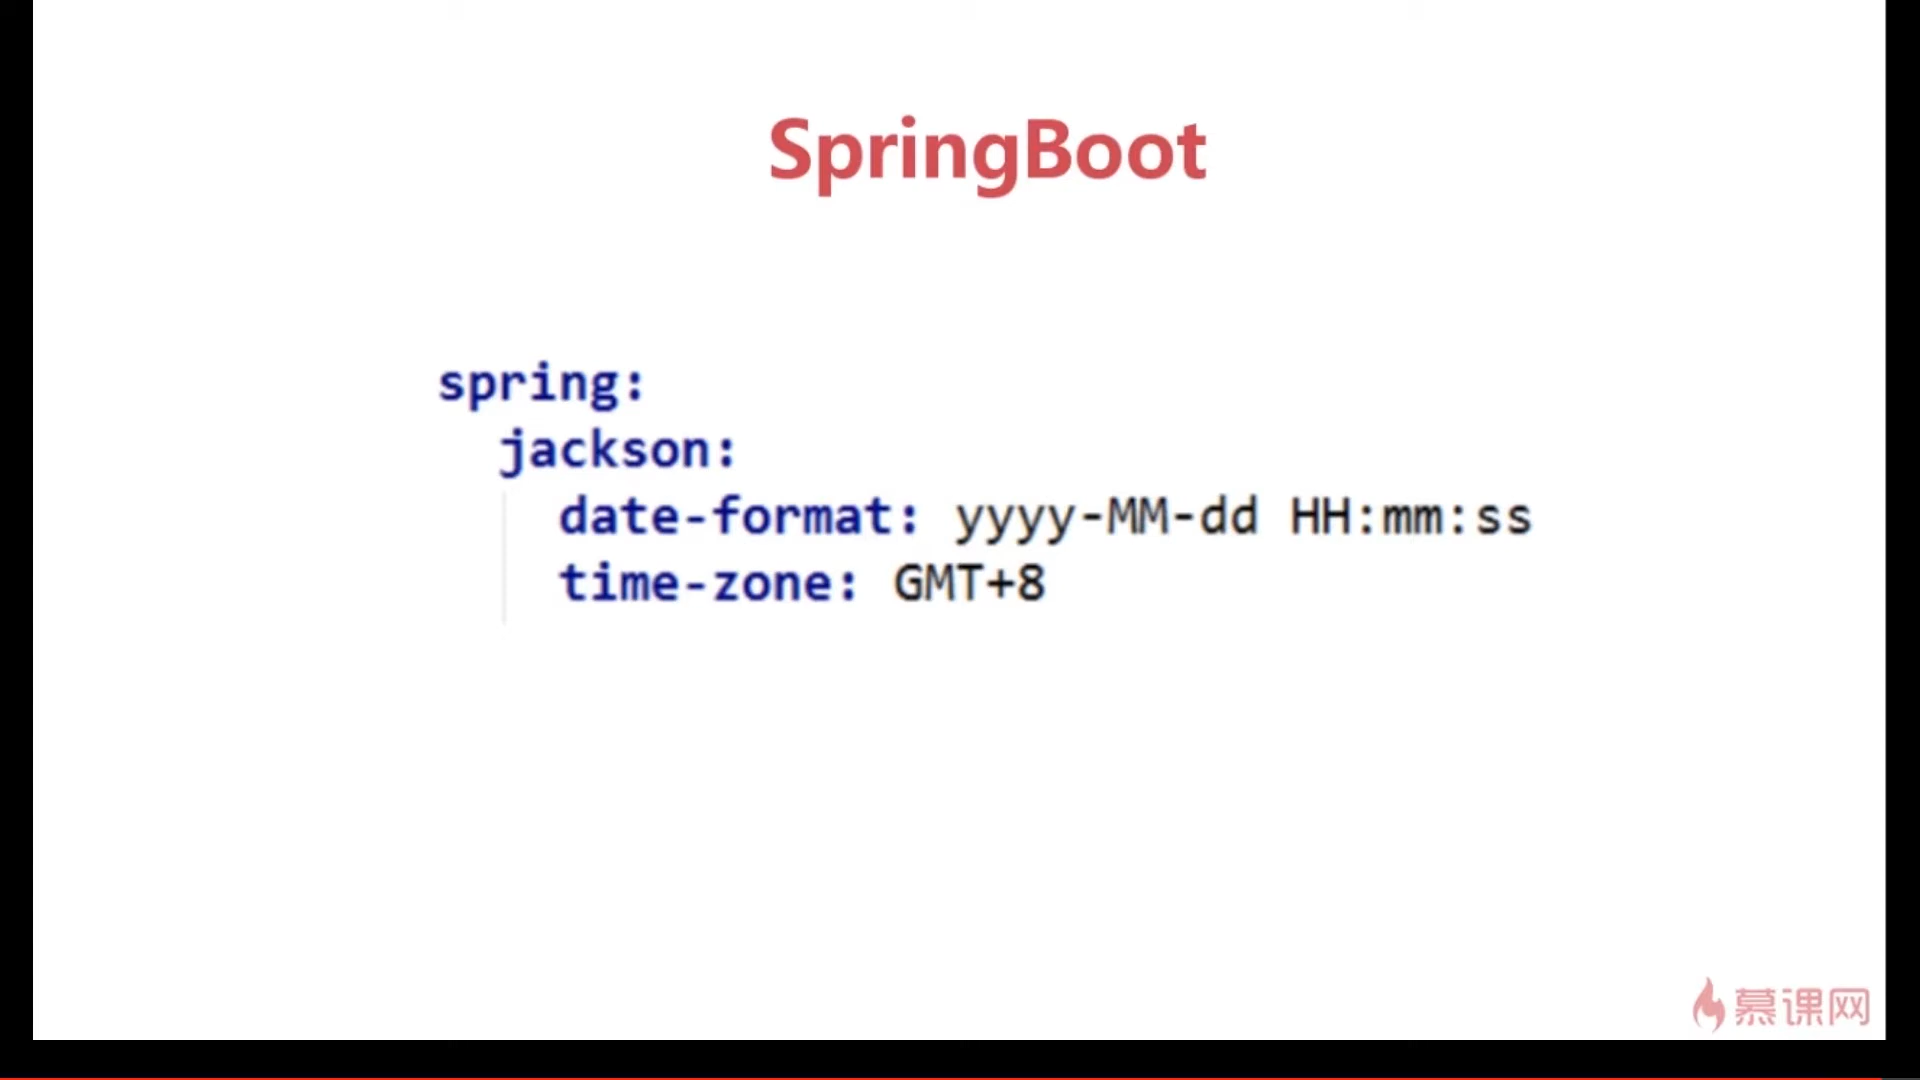 SpringBoot
spring:
jackson:
date-format: yyyy-MM-dd HH:mm:ss
time-zone: GMT+8
慕课网